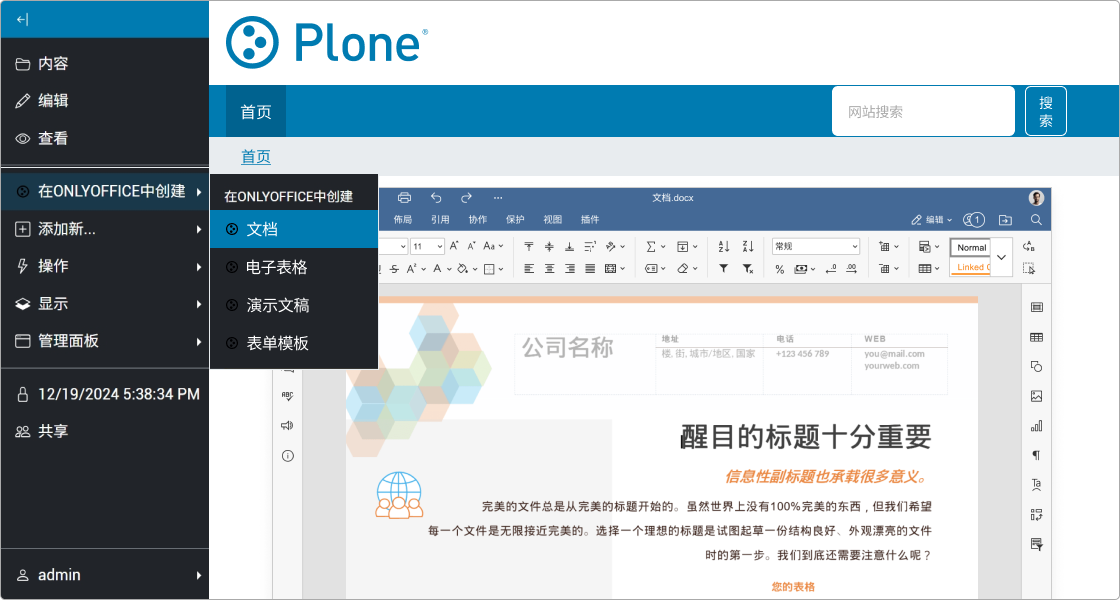 Plone®
内容
编辑
查看
在ONLYOFFICE中创建
添加新...
操作
显示
管理面板
12/19/2024 5:38:34 PM
共享
admin
首页
网站搜索
搜索
首页
在ONLYOFFICE中创建
文档
电子表格
演示文稿
表单模板
文档.docx
布局 引用 协作 保护 视图 插件
编辑
1
11
常规
Normal
Linked
公司名称
地址
楼, 街, 城市/地区, 国家
电话
+123 456 789
WEB
you@mail.com
yourweb.com
醒目的标题十分重要
信息性副标题也承载很多意义。
完美的文件总是从完美的标题开始的。虽然世界上没有100%完美的东西，但我们希望
每一个文件是无限接近完美的。选择一个理想的标题是试图起草一份结构良好、外观漂亮的文件
时的第一步。我们到底还需要注意什么呢？
您的表格